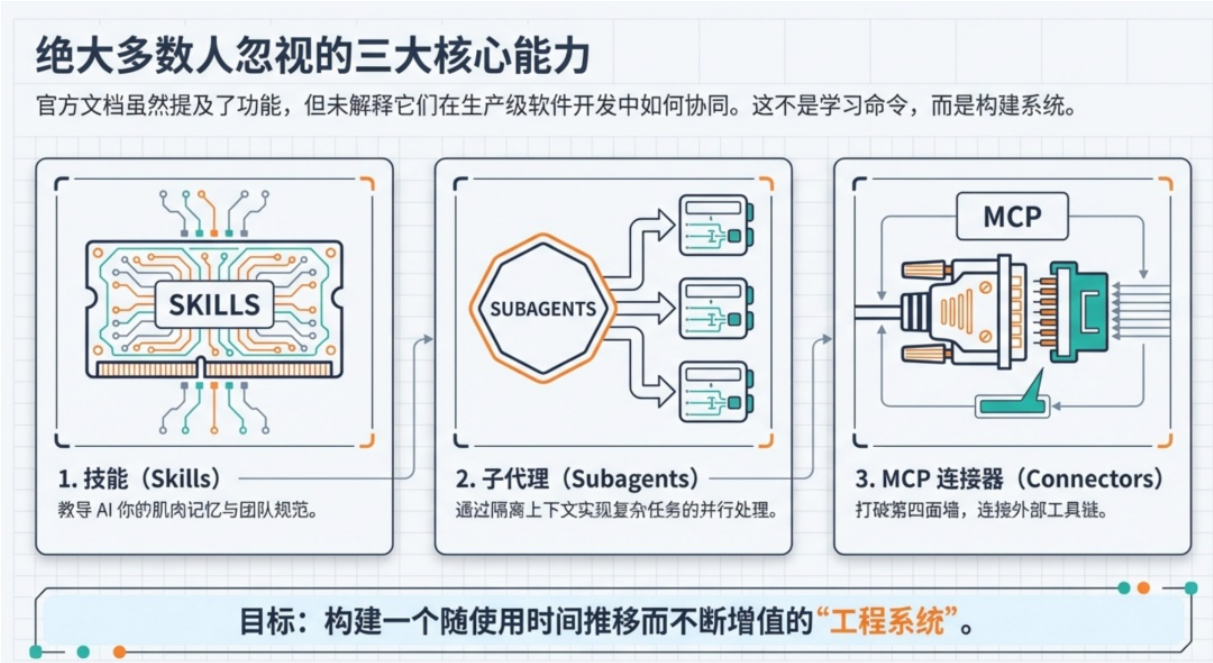 绝大多数人忽视的三大核心能力
官方文档虽然提及了功能，但未解释它们在生产级软件开发中如何协同。这不是学习命令，而是构建系统。
SKILLS
1. 技能（Skills）
教导 AI 你的肌肉记忆与团队规范。
SUBAGENTS
2. 子代理（Subagents）
通过隔离上下文实现复杂任务的并行处理。
MCP
3. MCP 连接器（Connectors）
打破第四面墙，连接外部工具链。
目标：构建一个随使用时间推移而不断增值的“工程系统”。